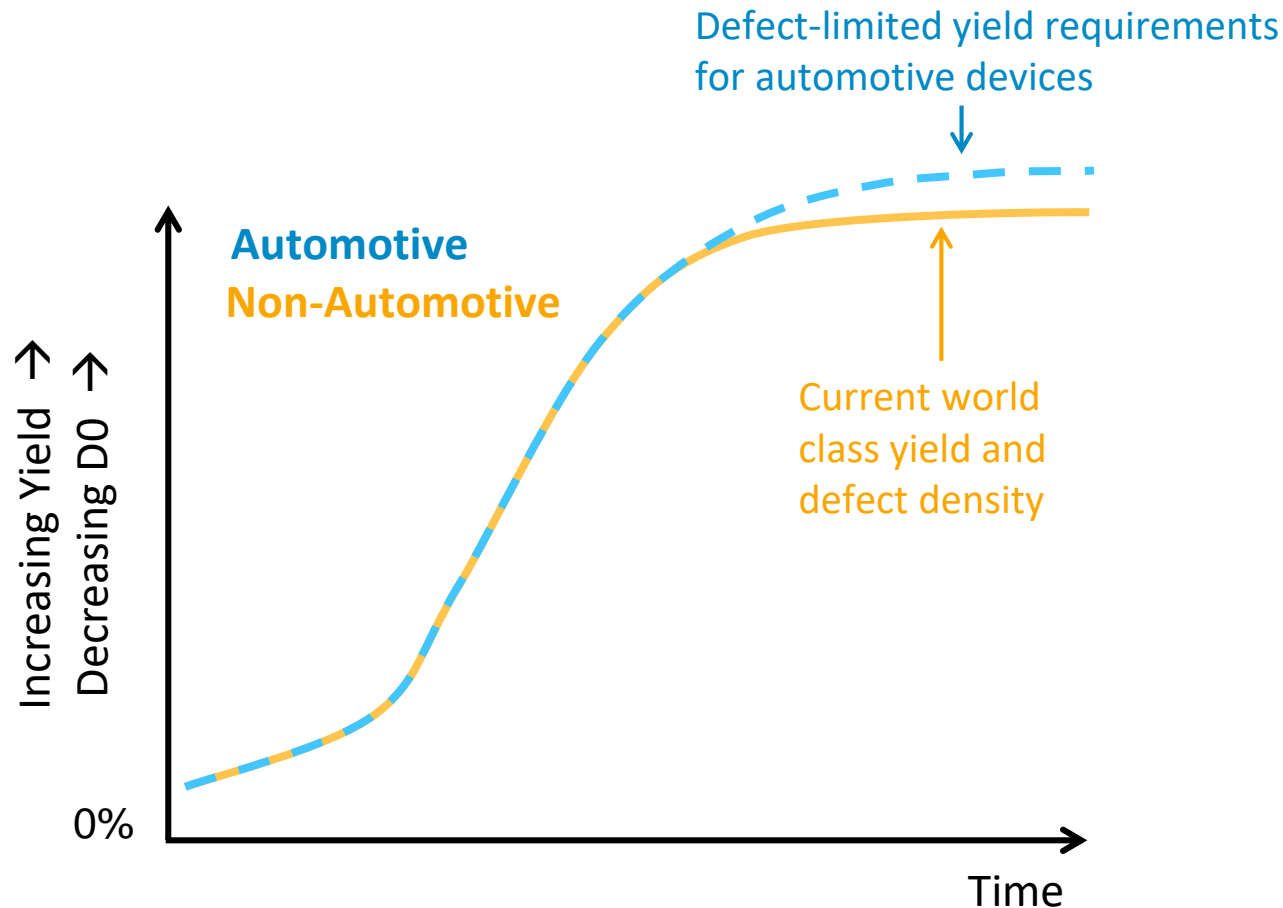 Defect-limited yield requirements
for automotive devices
Automotive
Non-Automotive
Increasing Yield →
Decreasing D0 →
Current world
class yield and
defect density
0%
Time